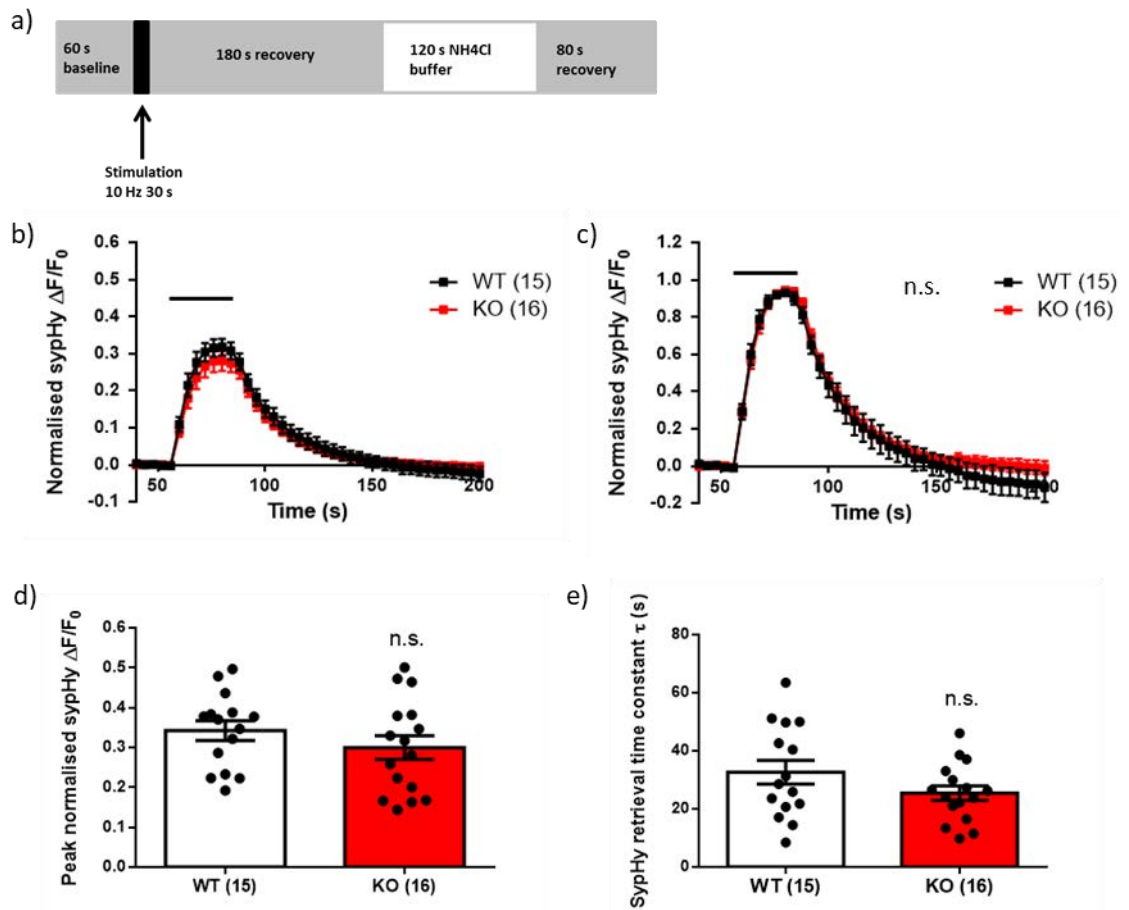 a)
60 s
baseline
180 s recovery
120 s NH4Cl
buffer
80 s
recovery
Stimulation
10 Hz 30 s
b)
Normalised sypHy ΔF/F0
0.6
0.5
0.4
0.3
0.2
0.1
0.0
-0.1
50
100
150
200
Time (s)
WT (15)
KO (16)
c)
Normalised sypHy ΔF/F0
1.2
1.0
0.8
0.6
0.4
0.2
0.0
-0.2
50
100
150
Time (s)
n.s.
WT (15)
KO (16)
d)
Peak normalised sypHy ΔF/F0
0.6
0.5
0.4
0.3
0.2
0.1
0.0
n.s.
WT (15)
KO (16)
e)
SypHy retrieval time constant τ (s)
80
60
40
20
0
n.s.
WT (15)
KO (16)